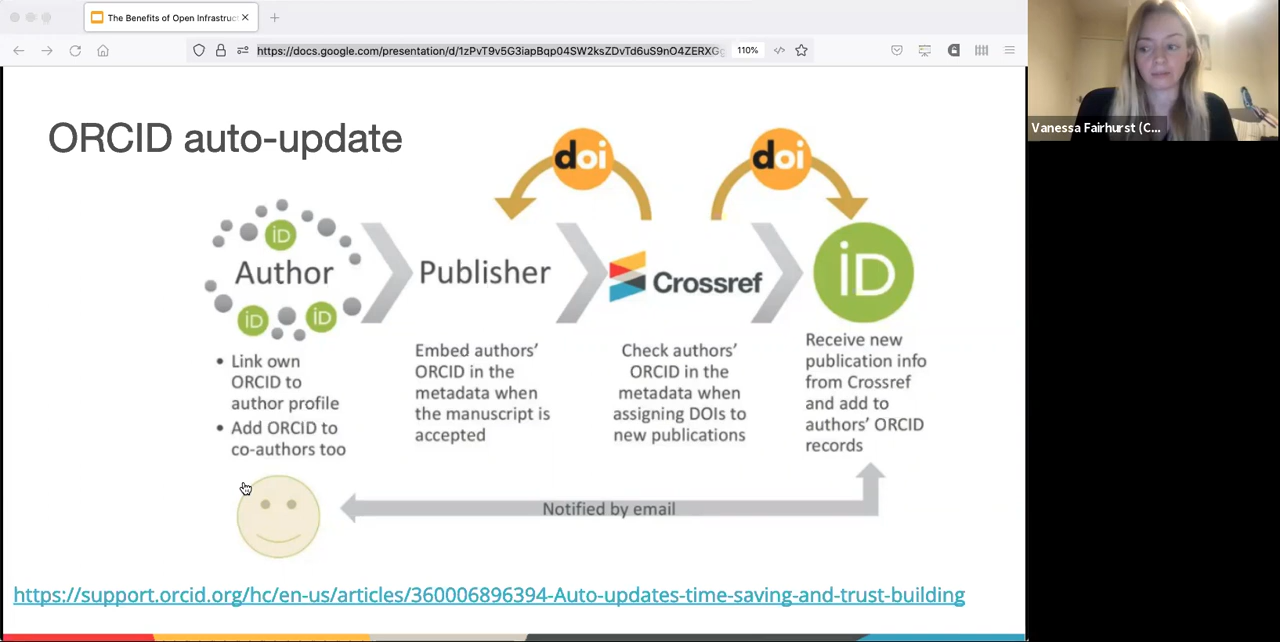 The Benefits of Open Infrastruc
https://docs.google.com/presentation/d/1zPvT9v5G3iapBqp04SW2ksZDvTd6uS9nO4ZERXG
110%
Vanessa Fairhurst (C...
ORCID auto-update
doi
doi
iD
Author
iD
iD
Publisher
Crossref
iD
• Link own
ORCID to
author profile
• Add ORCID to
co-authors too
Embed authors'
ORCID in the
metadata when
the manuscript is
accepted
Check authors'
ORCID in the
metadata when
assigning DOIs to
new publications
Receive new
publication info
from Crossref
and add to
authors' ORCID
records
Notified by email
https://support.orcid.org/hc/en-us/articles/360006896394-Auto-updates-time-saving-and-trust-building